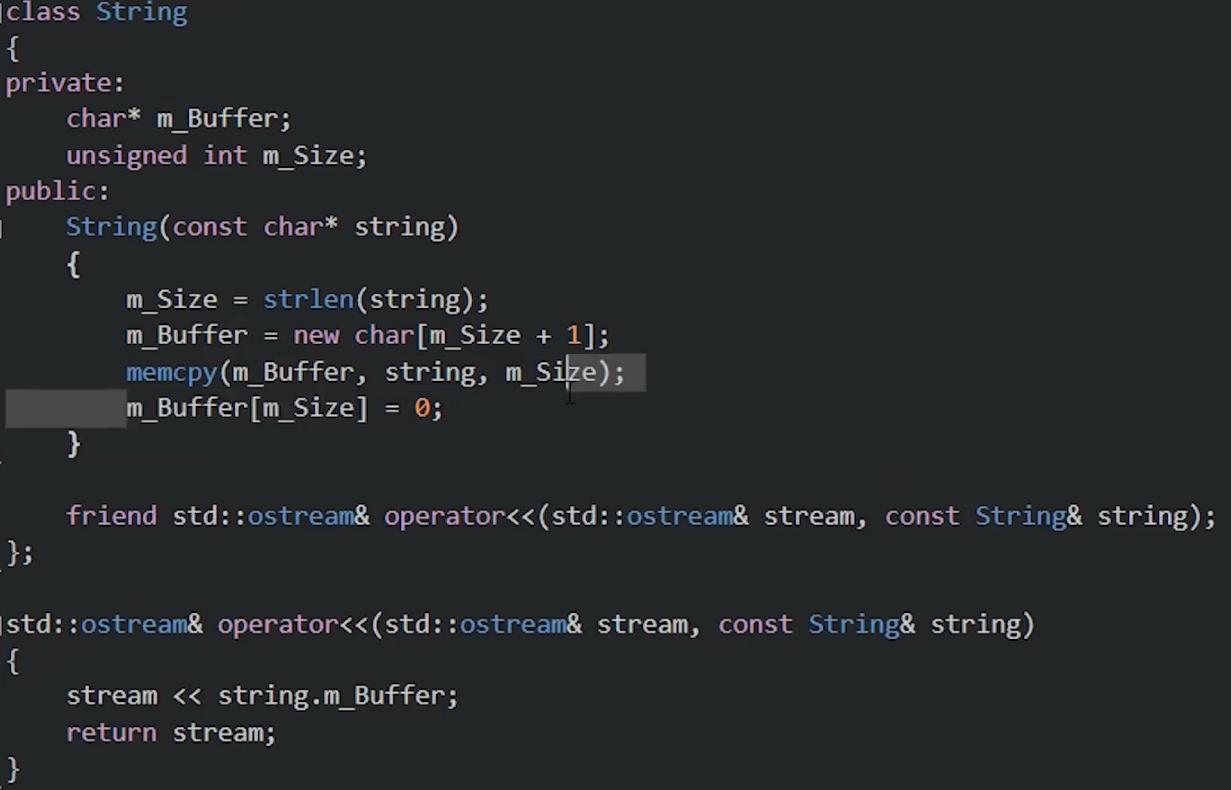 class String
{
private:
    char* m_Buffer;
    unsigned int m_Size;
public:
    String(const char* string)
    {
        m_Size = strlen(string);
        m_Buffer = new char[m_Size + 1];
        memcpy(m_Buffer, string, m_Size);
        m_Buffer[m_Size] = 0;
    }

    friend std::ostream& operator<<(std::ostream& stream, const String& string);
};

std::ostream& operator<<(std::ostream& stream, const String& string)
{
    stream << string.m_Buffer;
    return stream;
}